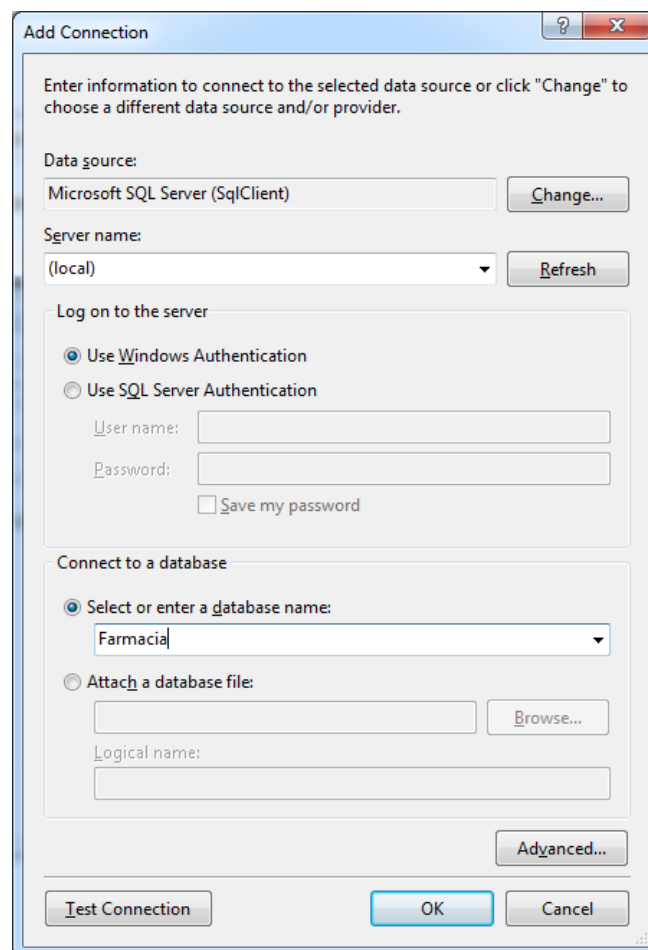 Add Connection
Enter information to connect to the selected data source or click "Change" to
choose a different data source and/or provider.
Data source:
Microsoft SQL Server (SqlClient)
Change...
Server name:
(local)
Refresh
Log on to the server
Use Windows Authentication
Use SQL Server Authentication
User name:
Password:
Save my password
Connect to a database
Select or enter a database name:
Farmacia
Attach a database file:
Browse...
Logical name:
Advanced...
Test Connection
OK
Cancel